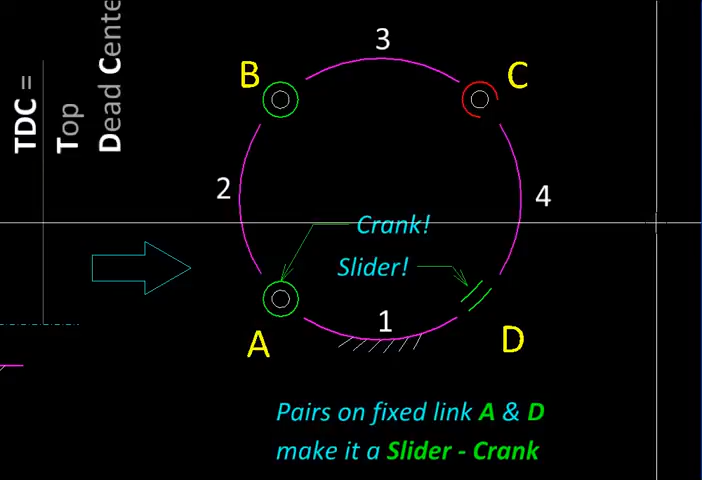 TDC =
Top
Dead Cente
3
B
C
2
4
Crank!
Slider!
A
1
D
Pairs on fixed link A & D
make it a Slider - Crank